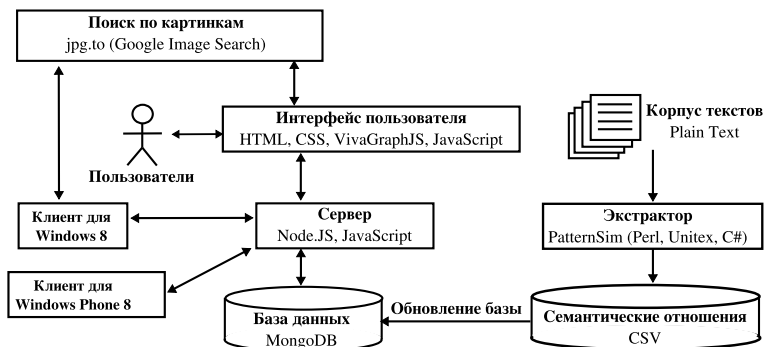 Поиск по картинкам
jpg.to (Google Image Search)
Интерфейс пользователя
HTML, CSS, VivaGraphJS, JavaScript
Пользователи
Корпус текстов
Plain Text
Клиент для
Windows 8
Сервер
Node.JS, JavaScript
Экстрактор
PatternSim (Perl, Unitex, C#)
Клиент для
Windows Phone 8
База данных
MongoDB
Обновление базы
Семантические отношения
CSV